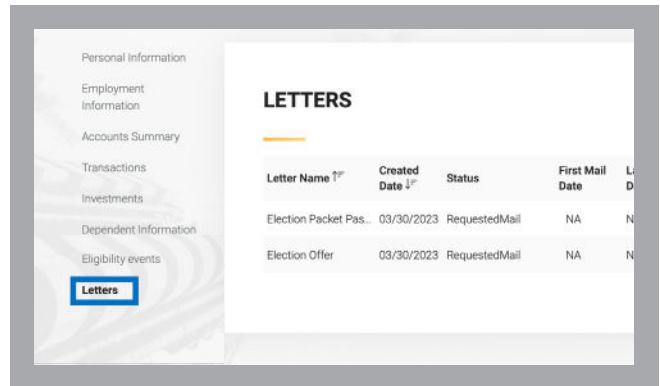 Personal Information
Employment
Information
Accounts Summary
Transactions
Investments
Dependent Information
Eligibility events
Letters
LETTERS
Letter Name Created Date Status First Mail Date
Election Packet Pas... 03/30/2023 RequestedMail NA N
Election Offer 03/30/2023 RequestedMail NA N